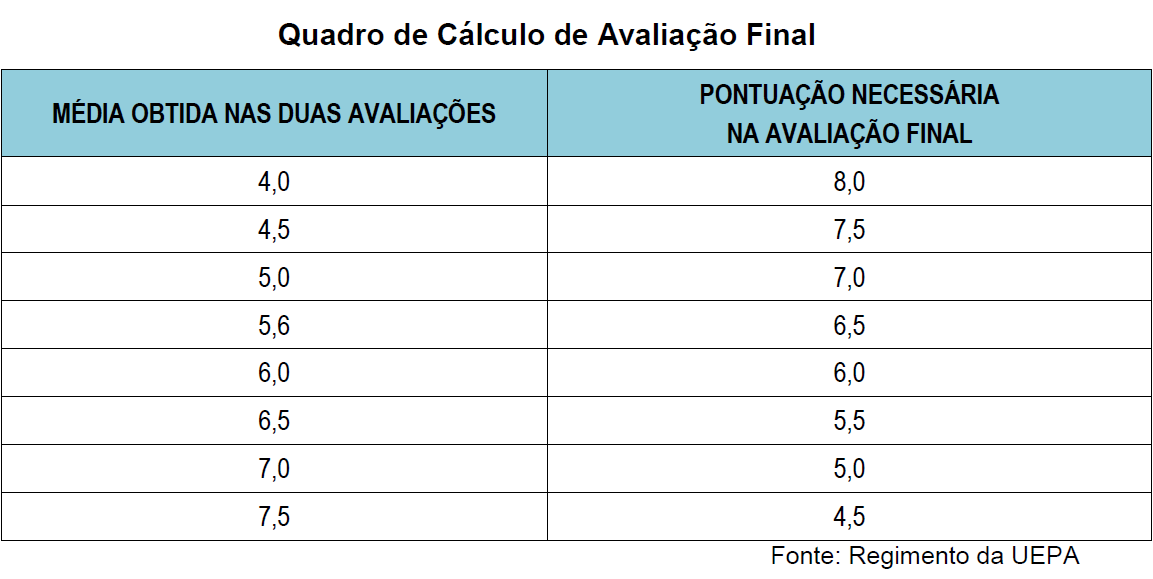 Quadro de Cálculo de Avaliação Final
MÉDIA OBTIDA NAS DUAS AVALIAÇÕES
PONTUAÇÃO NECESSÁRIA
NA AVALIAÇÃO FINAL
4,0 8,0
4,5 7,5
5,0 7,0
5,6 6,5
6,0 6,0
6,5 5,5
7,0 5,0
7,5 4,5
Fonte: Regimento da UEPA